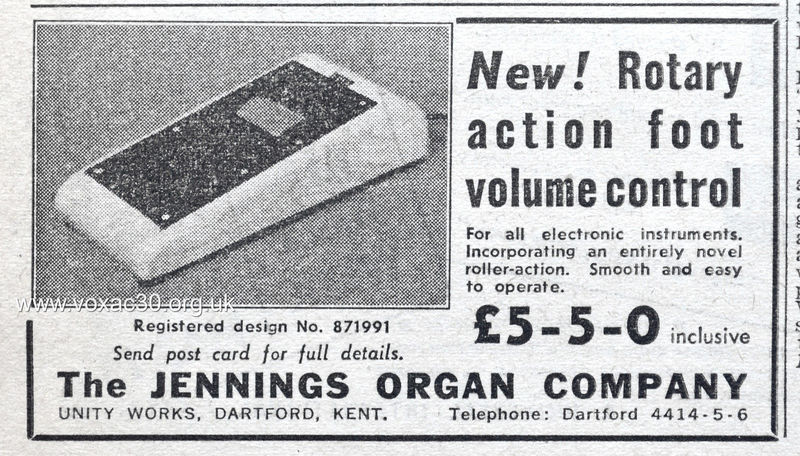 New! Rotary
action foot
volume control
For all electronic instruments.
Incorporating an entirely novel
roller-action. Smooth and easy
to operate.
£5-5-0 inclusive
www.voxac30.org.uk
Registered design No. 871991
Send post card for full details.
The JENNINGS ORGAN COMPANY
UNITY WORKS, DARTFORD, KENT. Telephone: Dartford 4414-5-6